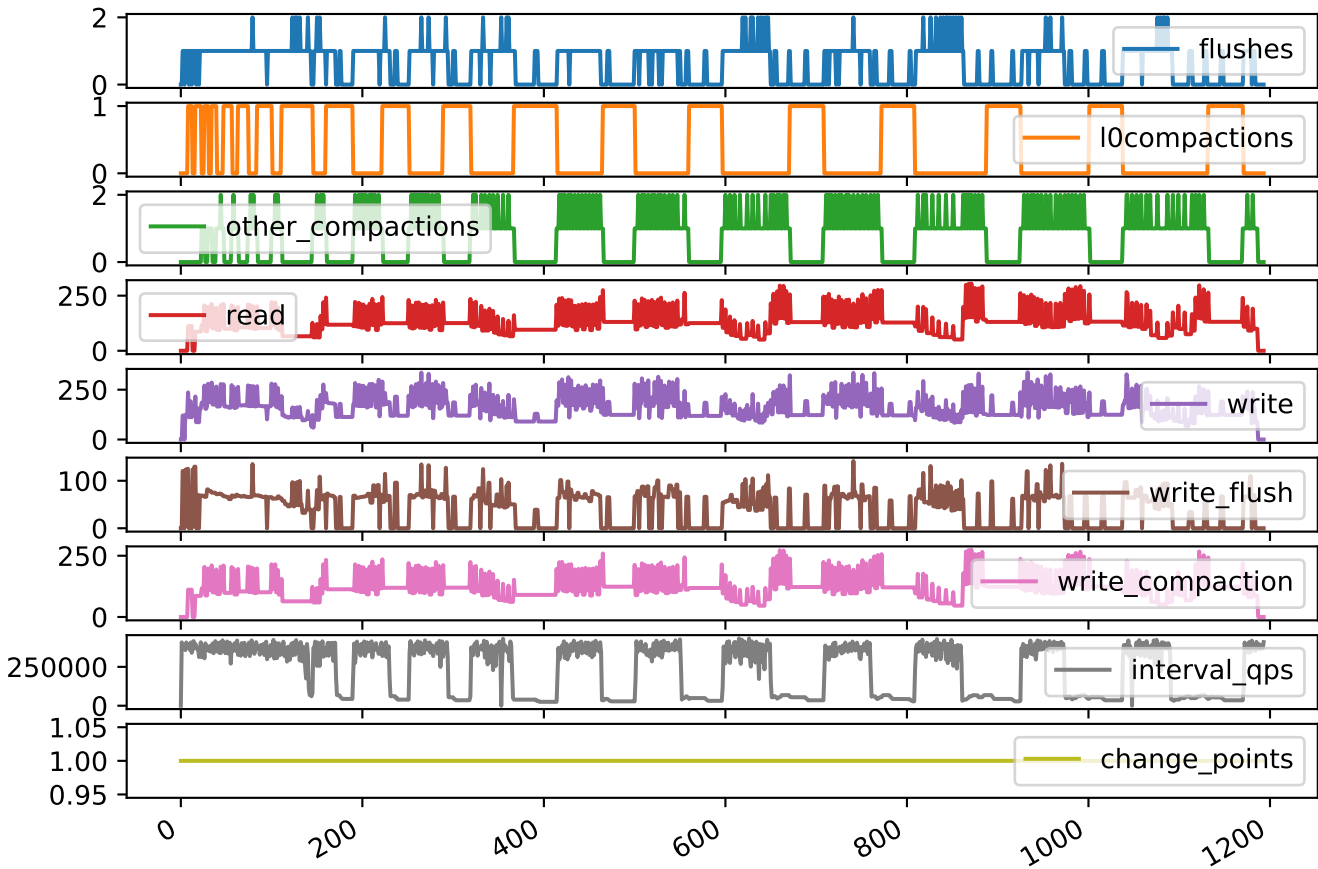 2
0
flushes
1
0
l0compactions
2
0
other_compactions
250
0
read
250
0
write
100
0
write_flush
250
0
write_compaction
250000
0
interval_qps
1.05
1.00
0.95
change_points
0 200 400 600 800 1000 1200